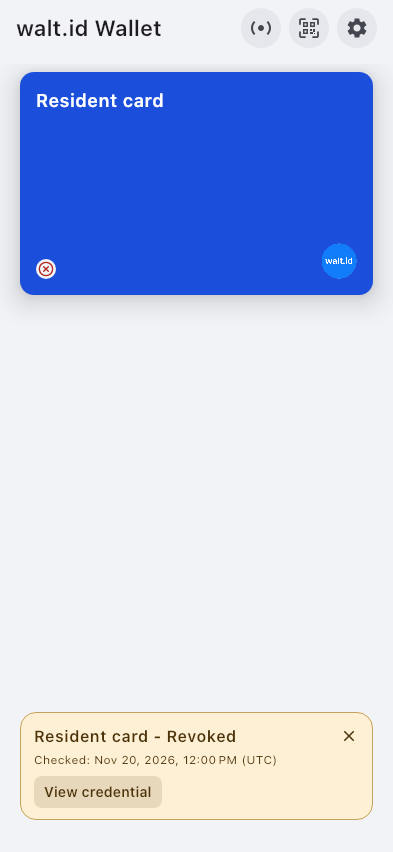 walt.id Wallet
Resident card
walt.id
Resident card - Revoked
Checked: Nov 20, 2026, 12:00 PM (UTC)
View credential